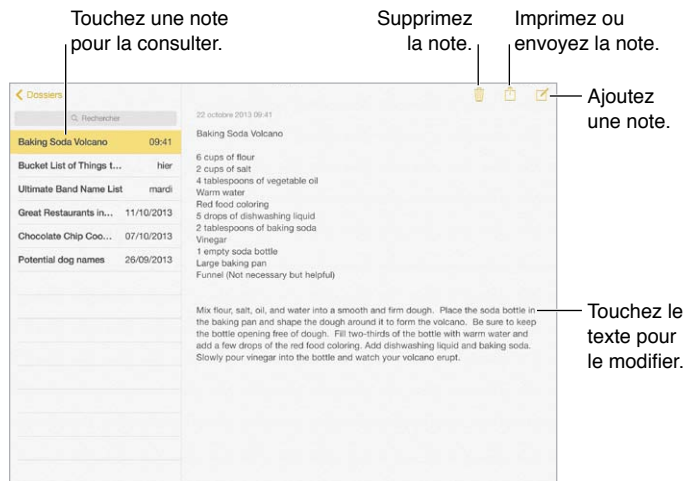 Touchez une note
pour la consulter.
Supprimez
la note.
Imprimez ou
envoyez la note.
Ajoutez
une note.
Dossiers
Rechercher
Baking Soda Volcano 09:41
Bucket List of Things t... hier
Ultimate Band Name List mardi
Great Restaurants in... 11/10/2013
Chocolate Chip Coo... 07/10/2013
Potential dog names 26/09/2013
22 octobre 2013 09:41
Baking Soda Volcano
6 cups of flour
2 cups of salt
4 tablespoons of vegetable oil
Warm water
Red food coloring
5 drops of dishwashing liquid
2 tablespoons of baking soda
Vinegar
1 empty soda bottle
Large baking pan
Funnel (Not necessary but helpful)
Mix flour, salt, oil, and water into a smooth and firm dough. Place the soda bottle in
the baking pan and shape the dough around it to form the volcano. Be sure to keep
the bottle opening free of dough. Fill two-thirds of the bottle with warm water and
add a few drops of the red food coloring. Add dishwashing liquid and baking soda.
Slowly pour vinegar into the bottle and watch your volcano erupt.
Touchez le
texte pour
le modifier.